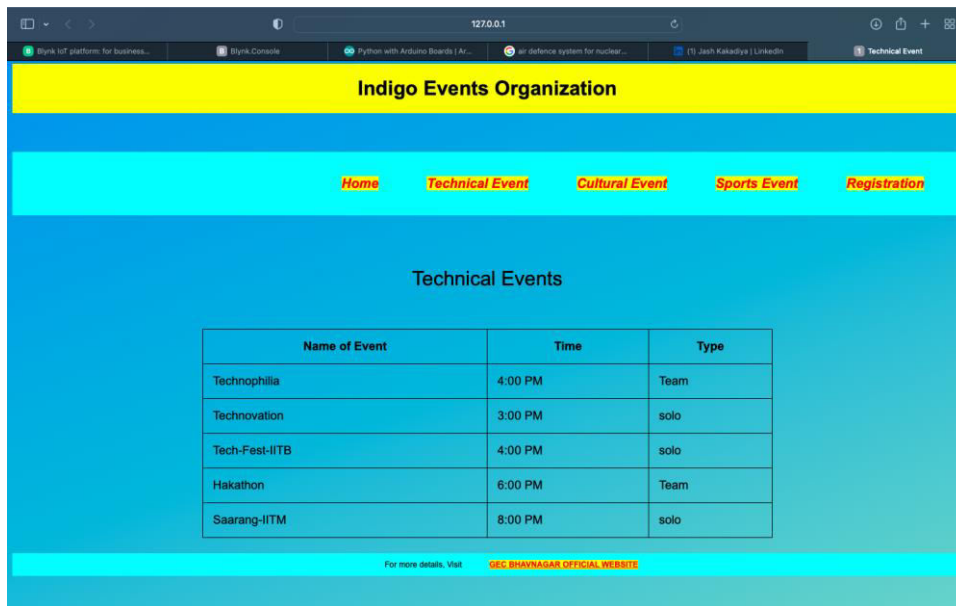 127.0.0.1
Blynk IoT platform: for business... Blynk.Console Python with Arduino Boards | Ar... air defence system for nuclear... (1) Jash Kakadiya | LinkedIn Technical Event
Indigo Events Organization
Home Technical Event Cultural Event Sports Event Registration
Technical Events
Name of Event Time Type
Technophilia 4:00 PM Team
Technovation 3:00 PM solo
Tech-Fest-IITB 4:00 PM solo
Hakathon 6:00 PM Team
Saarang-IITM 8:00 PM solo
For more details, Visit GEC BHAVNAGAR OFFICIAL WEBSITE